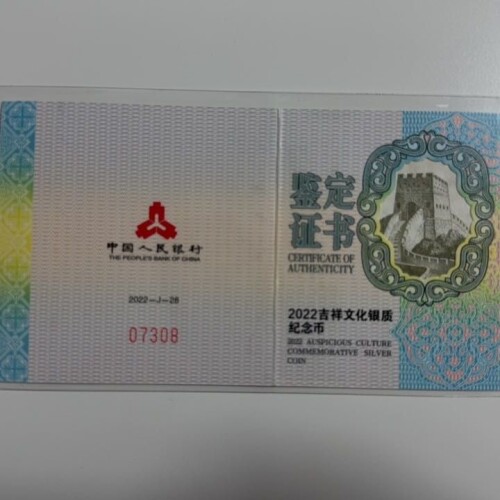 中国人民银行
THE PEOPLE'S BANK OF CHINA
2022-J-28
07308
鉴定
证书
CERTIFICATE OF
AUTHENTICITY
2022吉祥文化银质
纪念币
2022 AUSPICIOUS CULTURE
COMMEMORATIVE SILVER
COIN